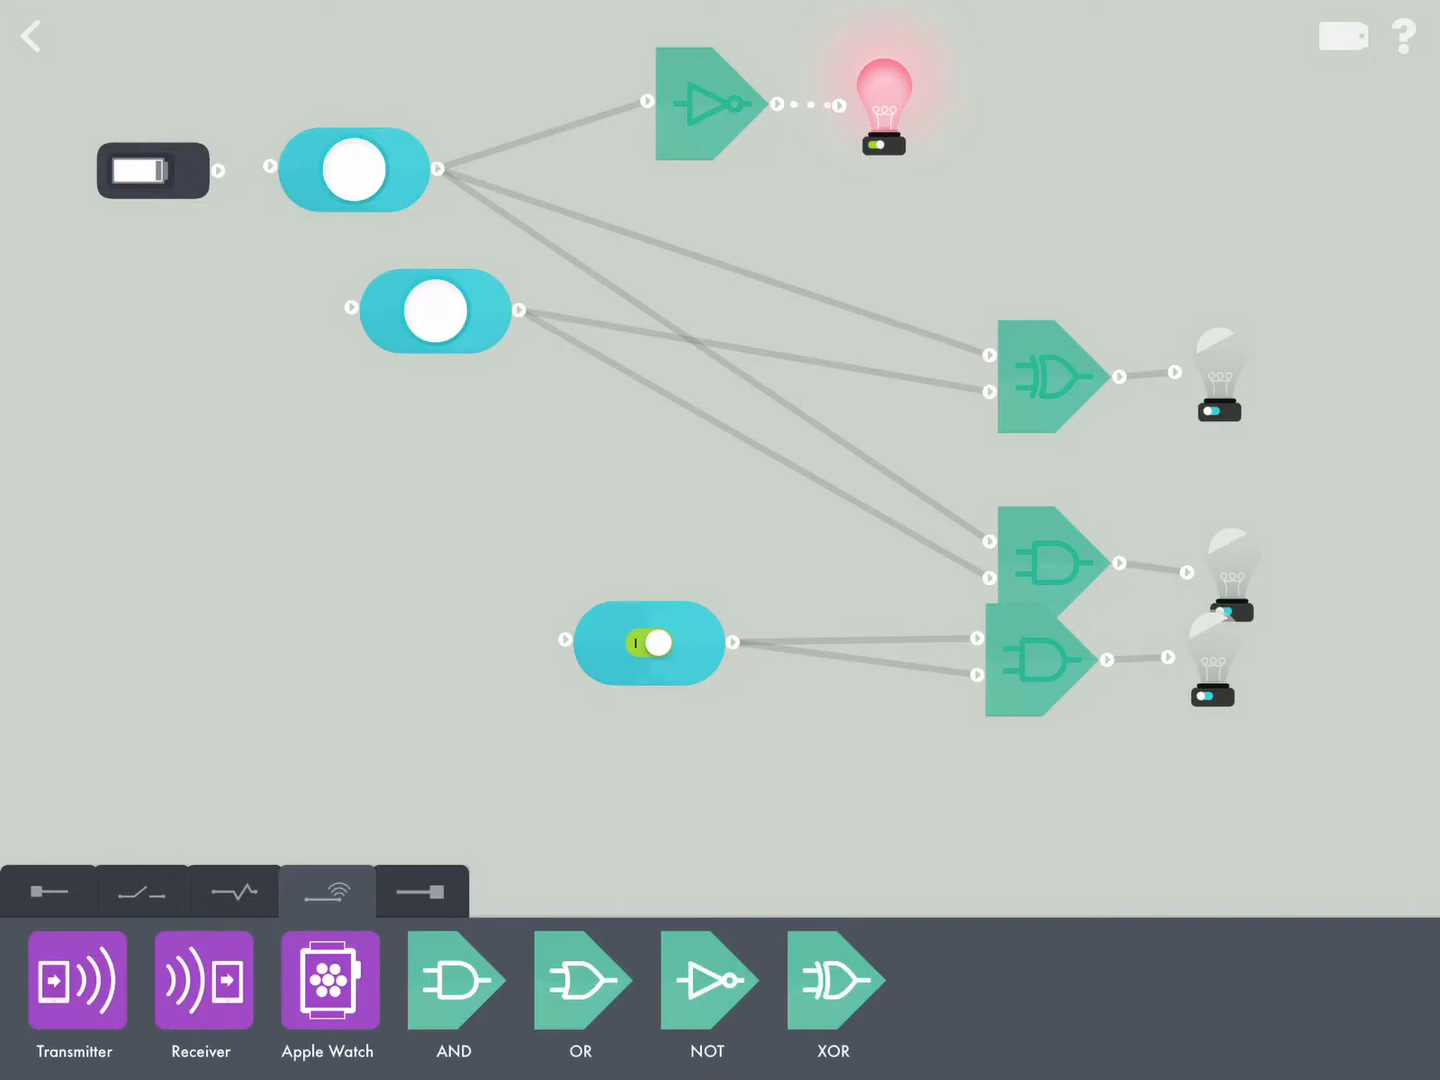 ?
Transmitter
Receiver
Apple Watch
AND
OR
NOT
XOR